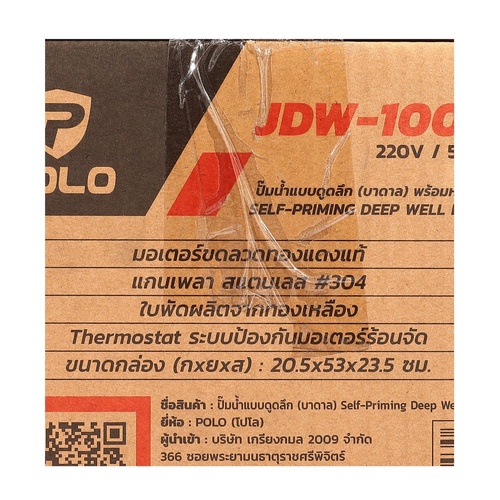 POLO
JDW-100
220V / 5
ปั๊มน้ำแบบดูดลึก (บาดาล)
SELF-PRIMING DEEP WELL
มอเตอร์ขดลวดทองแดงแท้
แกนเพลา สแตนเลส #304
ใบพัดผลิตจากทองเหลือง
Thermostat ระบบป้องกันมอเตอร์ร้อนจัด
ขนาดกล่อง (กxยxส) : 20.5x53x23.5 ซม.
ชื่อสินค้า : ปั๊มน้ำแบบดูดลึก (บาดาล) Self-Priming Deep
ยี่ห้อ : POLO (โปโล)
ผู้นำเข้า : บริษัท เกรียงกมล 2009 จำกัด
366 ซอยพระยามนธาตุราชศรีพิจิตร์